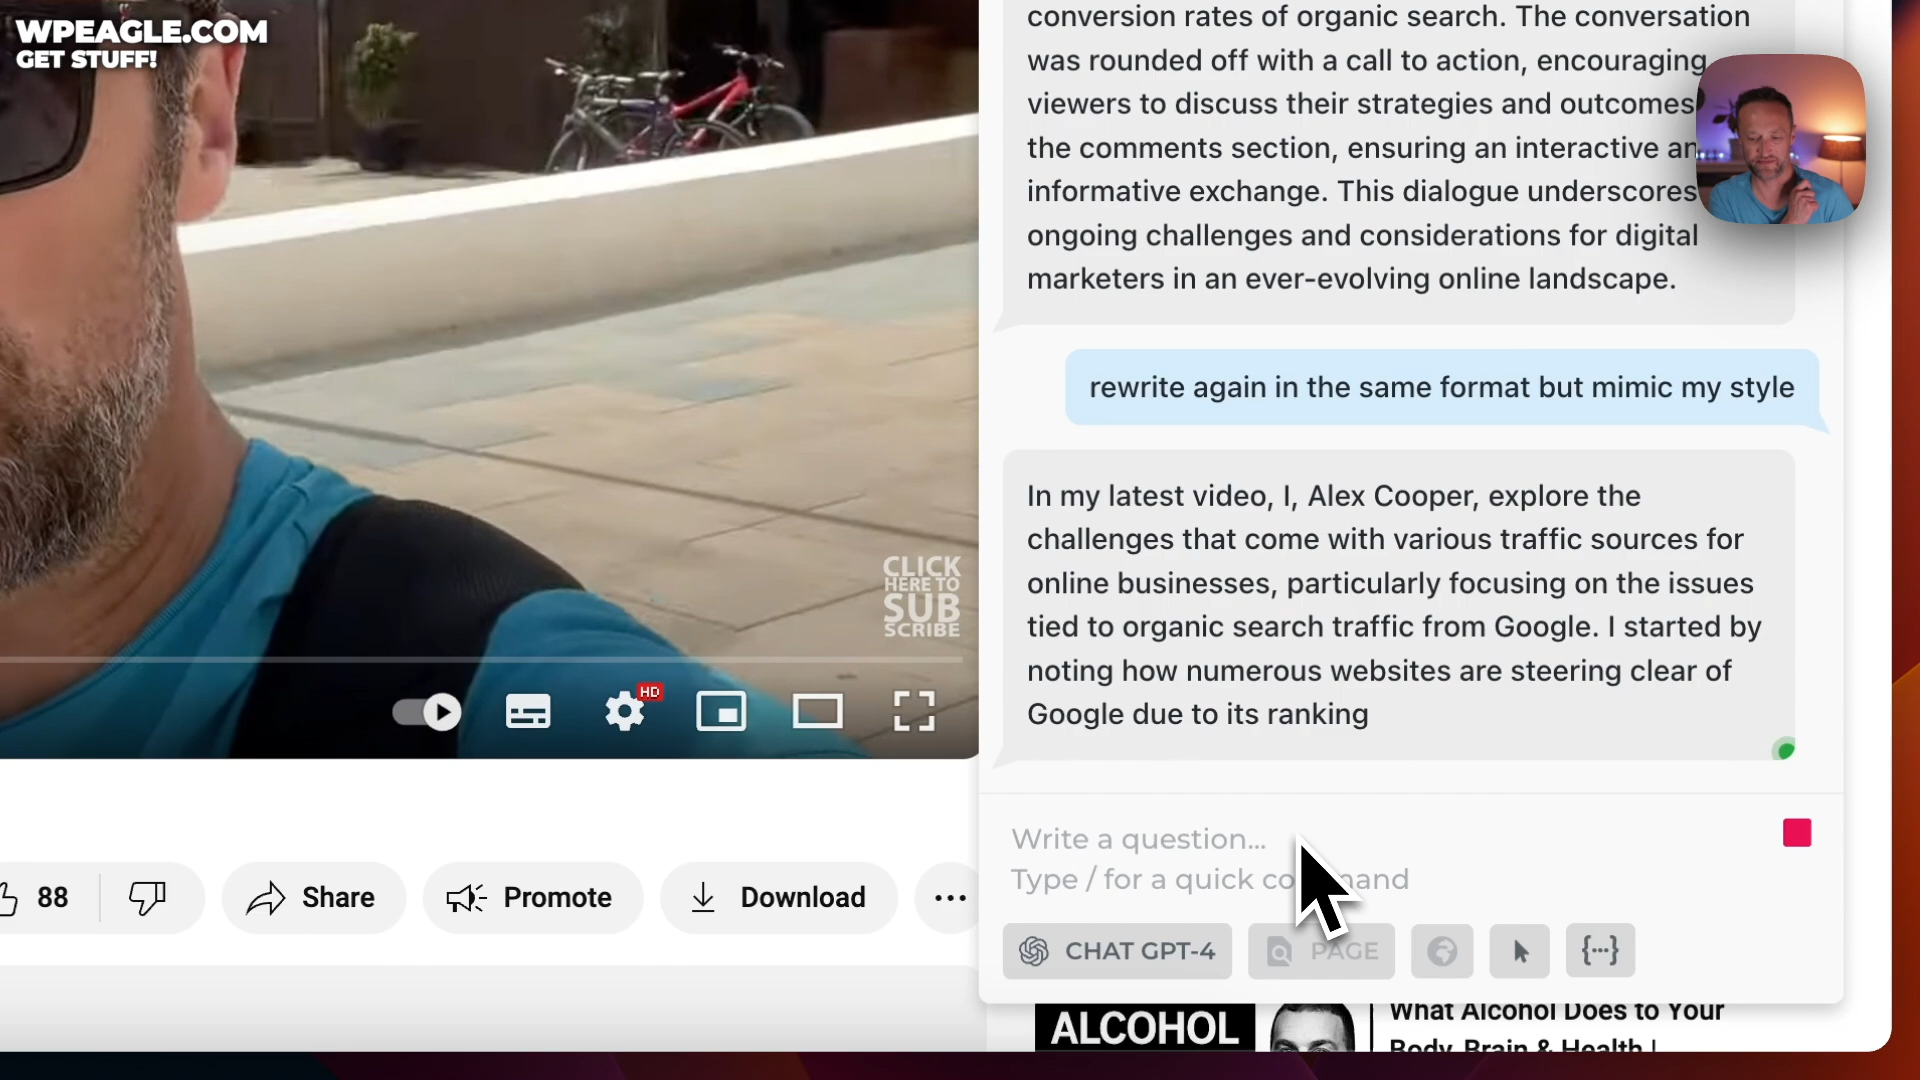 WPEAGLE.COM
GET STUFF!
conversion rates of organic search. The conversation
was rounded off with a call to action, encouraging
viewers to discuss their strategies and outcomes
the comments section, ensuring an interactive an
informative exchange. This dialogue underscores
ongoing challenges and considerations for digital
marketers in an ever-evolving online landscape.
rewrite again in the same format but mimic my style
In my latest video, I, Alex Cooper, explore the
challenges that come with various traffic sources for
online businesses, particularly focusing on the issues
tied to organic search traffic from Google. I started by
noting how numerous websites are steering clear of
Google due to its ranking
CLICK
HERE TO
SUB
SCRIBE
HD
Write a question...
Type / for a quick command
88
Share
Promote
Download
CHAT GPT-4
PAGE
ALCOHOL
What Alcohol Does to Your
Body, Brain & Health |